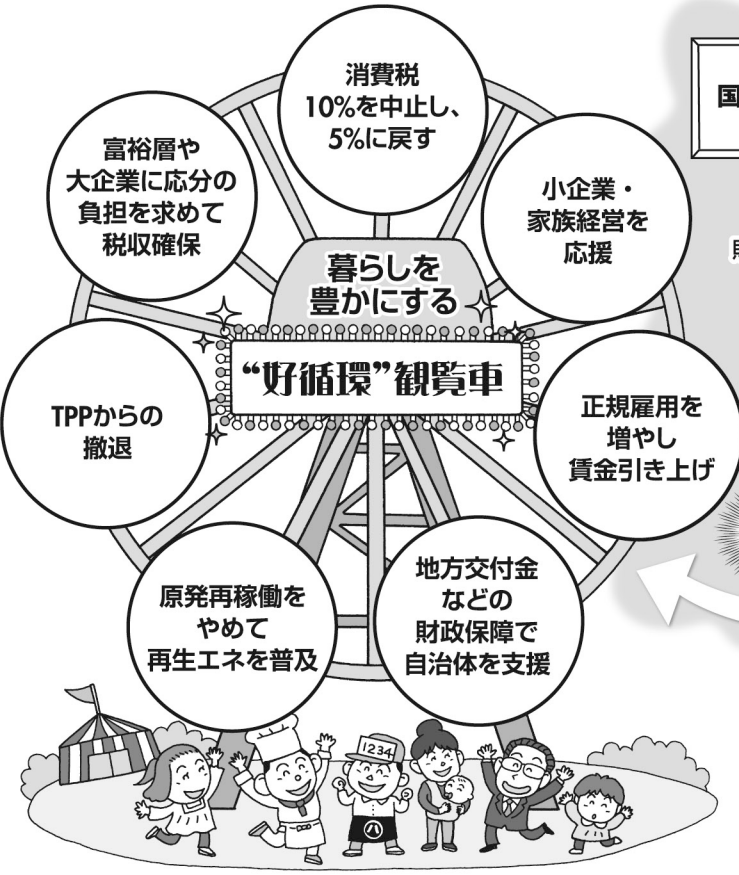 消費税
10%を中止し、
5%に戻す
富裕層や
大企業に応分の
負担を求めて
税収確保
小企業・
家族経営を
応援
国
暮らしを
豊かにする
“好循環”観覧車
TPPからの
撤退
正規雇用を
増やし
賃金引き上げ
原発再稼働を
やめて
再生エネを普及
地方交付金
などの
財政保障で
自治体を支援
1234
八